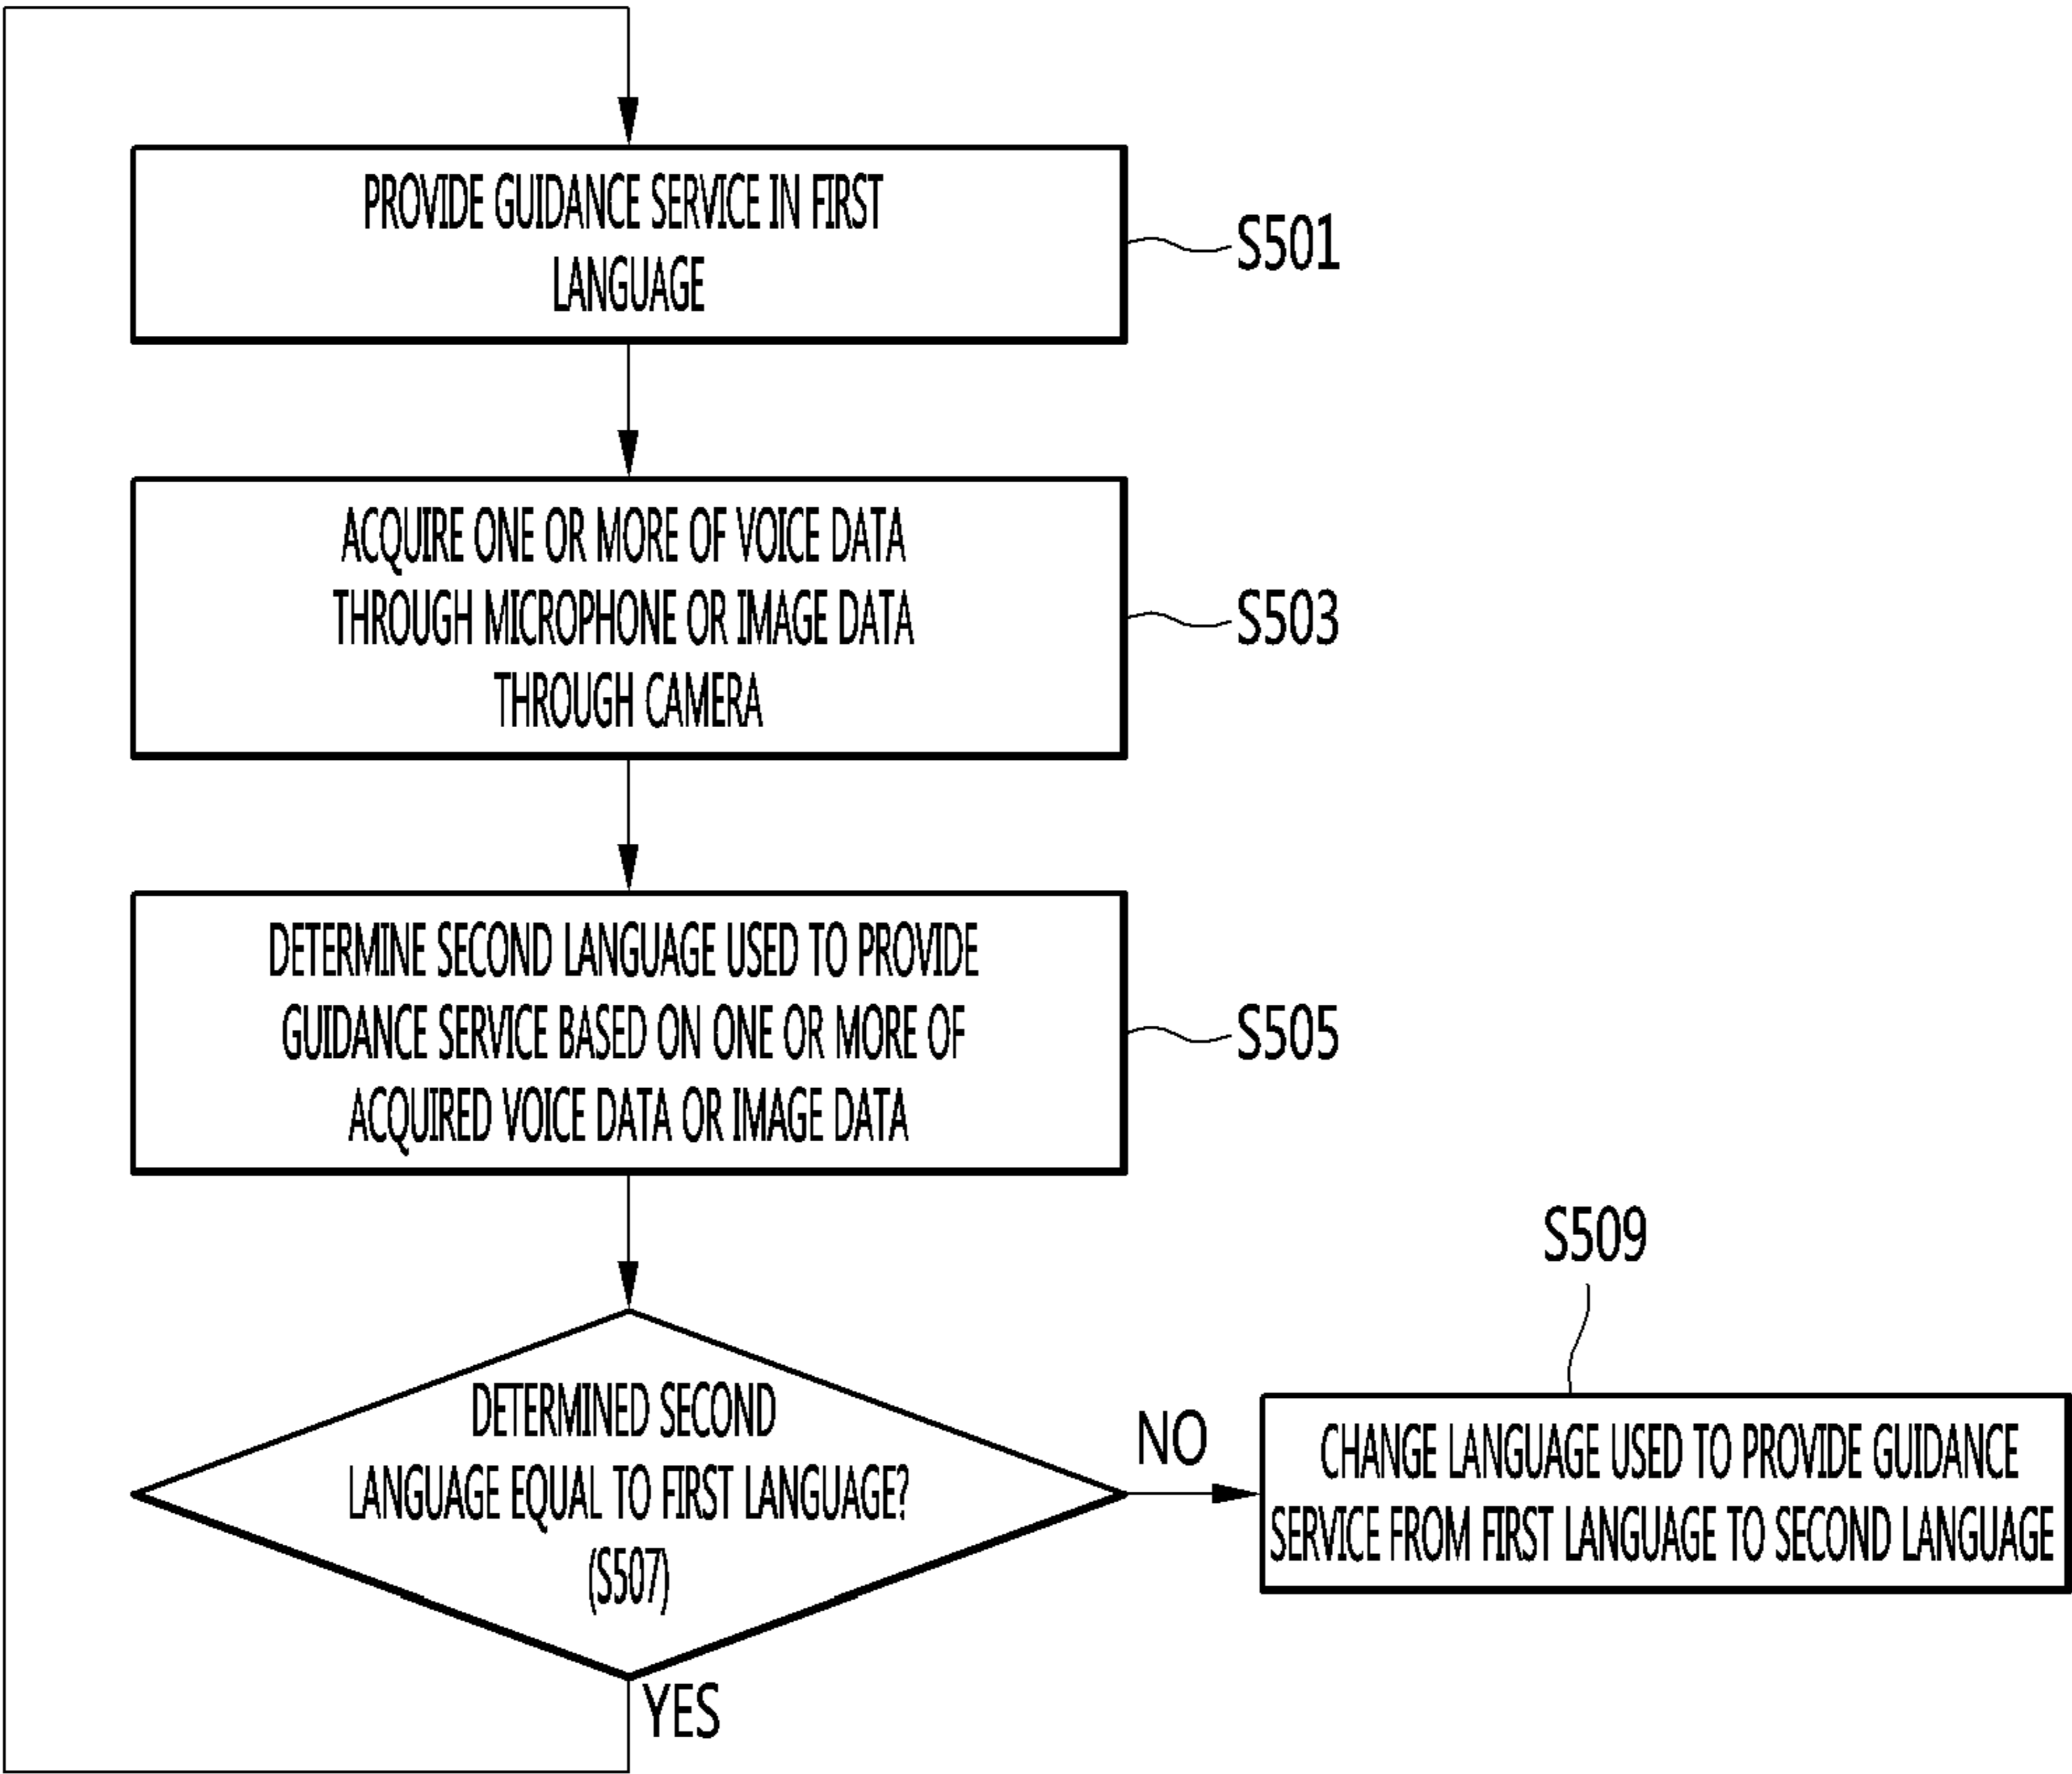 PROVIDE GUIDANCE SERVICE IN FIRST
LANGUAGE
S501
ACQUIRE ONE OR MORE OF VOICE DATA
THROUGH MICROPHONE OR IMAGE DATA
THROUGH CAMERA
S503
DETERMINE SECOND LANGUAGE USED TO PROVIDE
GUIDANCE SERVICE BASED ON ONE OR MORE OF
ACQUIRED VOICE DATA OR IMAGE DATA
S505
DETERMINED SECOND
LANGUAGE EQUAL TO FIRST LANGUAGE?
(S507)
NO
S509
CHANGE LANGUAGE USED TO PROVIDE GUIDANCE
SERVICE FROM FIRST LANGUAGE TO SECOND LANGUAGE
YES